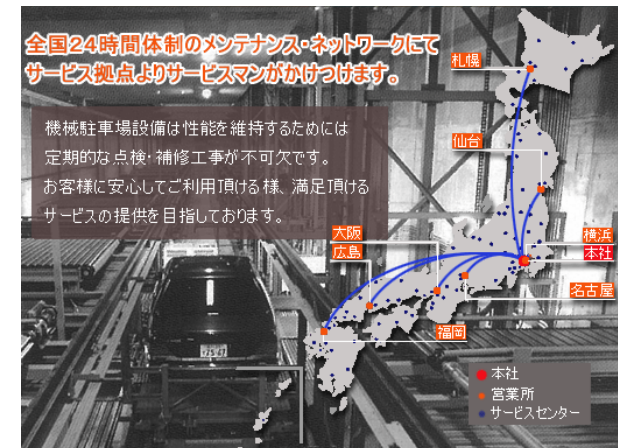 全国24時間体制のメンテナンス・ネットワークにて
サービス拠点よりサービスマンがかけつけます。
機械駐車場設備は性能を維持するためには
定期的な点検・補修工事が不可欠です。
お客様に安心してご利用頂ける様、満足頂ける
サービスの提供を目指しております。
札幌
仙台
大阪
広島
横浜
本社
名古屋
福岡
本社
営業所
サービスセンター